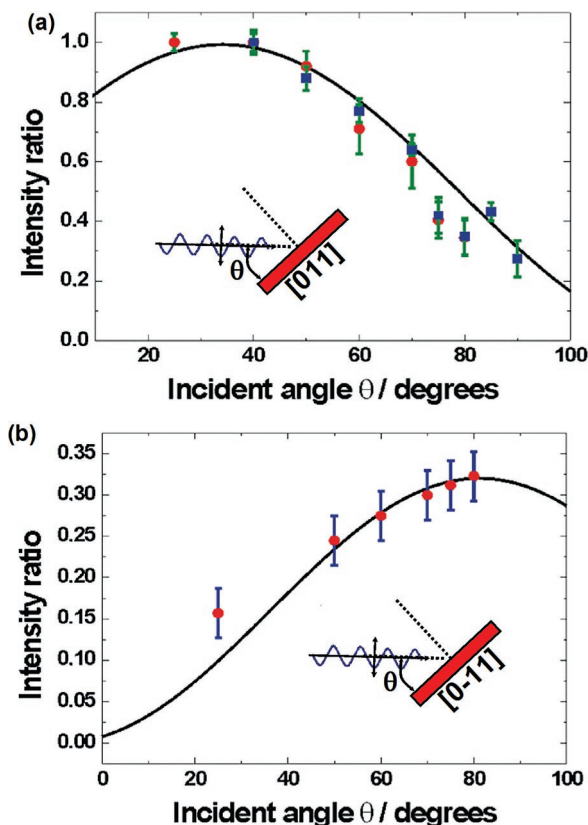 (a)
1.0
0.8
0.6
0.4
0.2
0.0
Intensity ratio
θ
[011]
20 40 60 80 100
Incident angle θ / degrees
(b)
0.35
0.30
0.25
0.20
0.15
0.10
0.05
0.00
Intensity ratio
θ
[0-11]
0 20 40 60 80 100
Incident angle θ / degrees